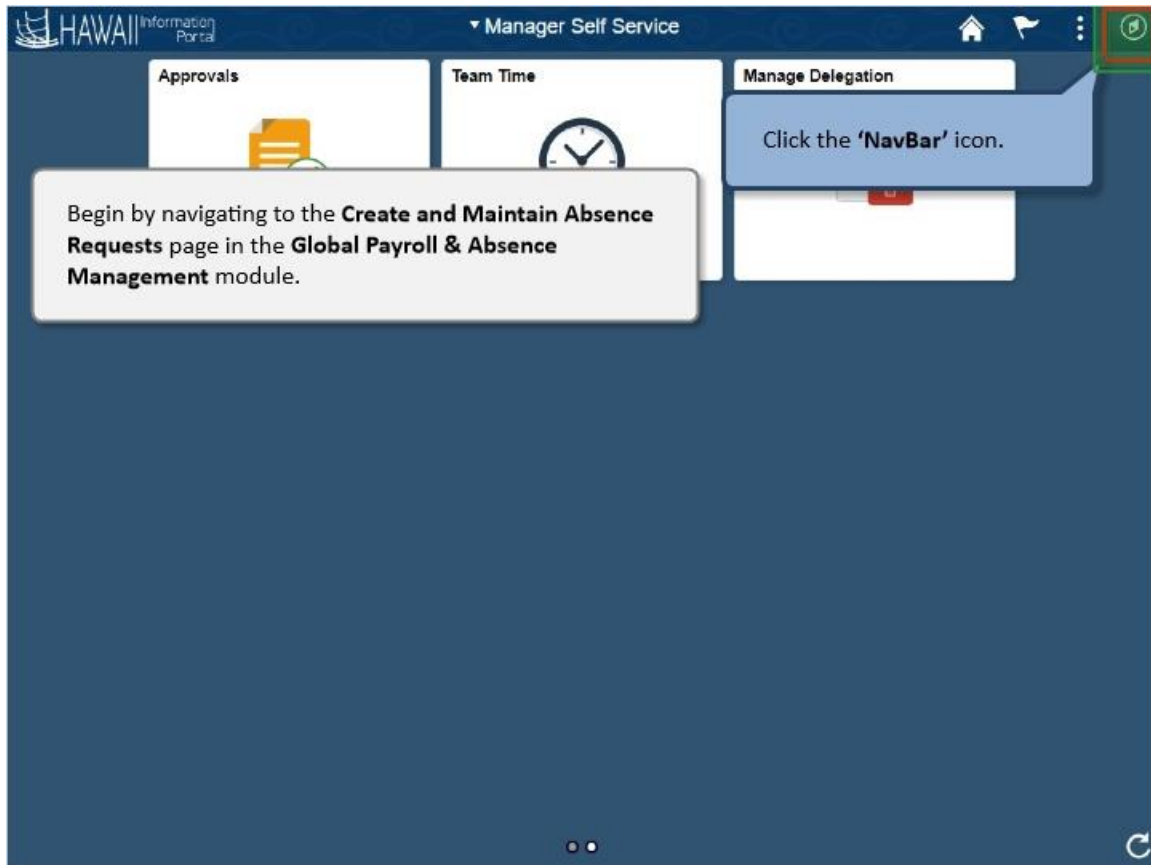 HAWAII Information Portal
Manager Self Service
Approvals
Team Time
Manage Delegation
Click the ‘NavBar’ icon.
Begin by navigating to the Create and Maintain Absence
Requests page in the Global Payroll & Absence
Management module.